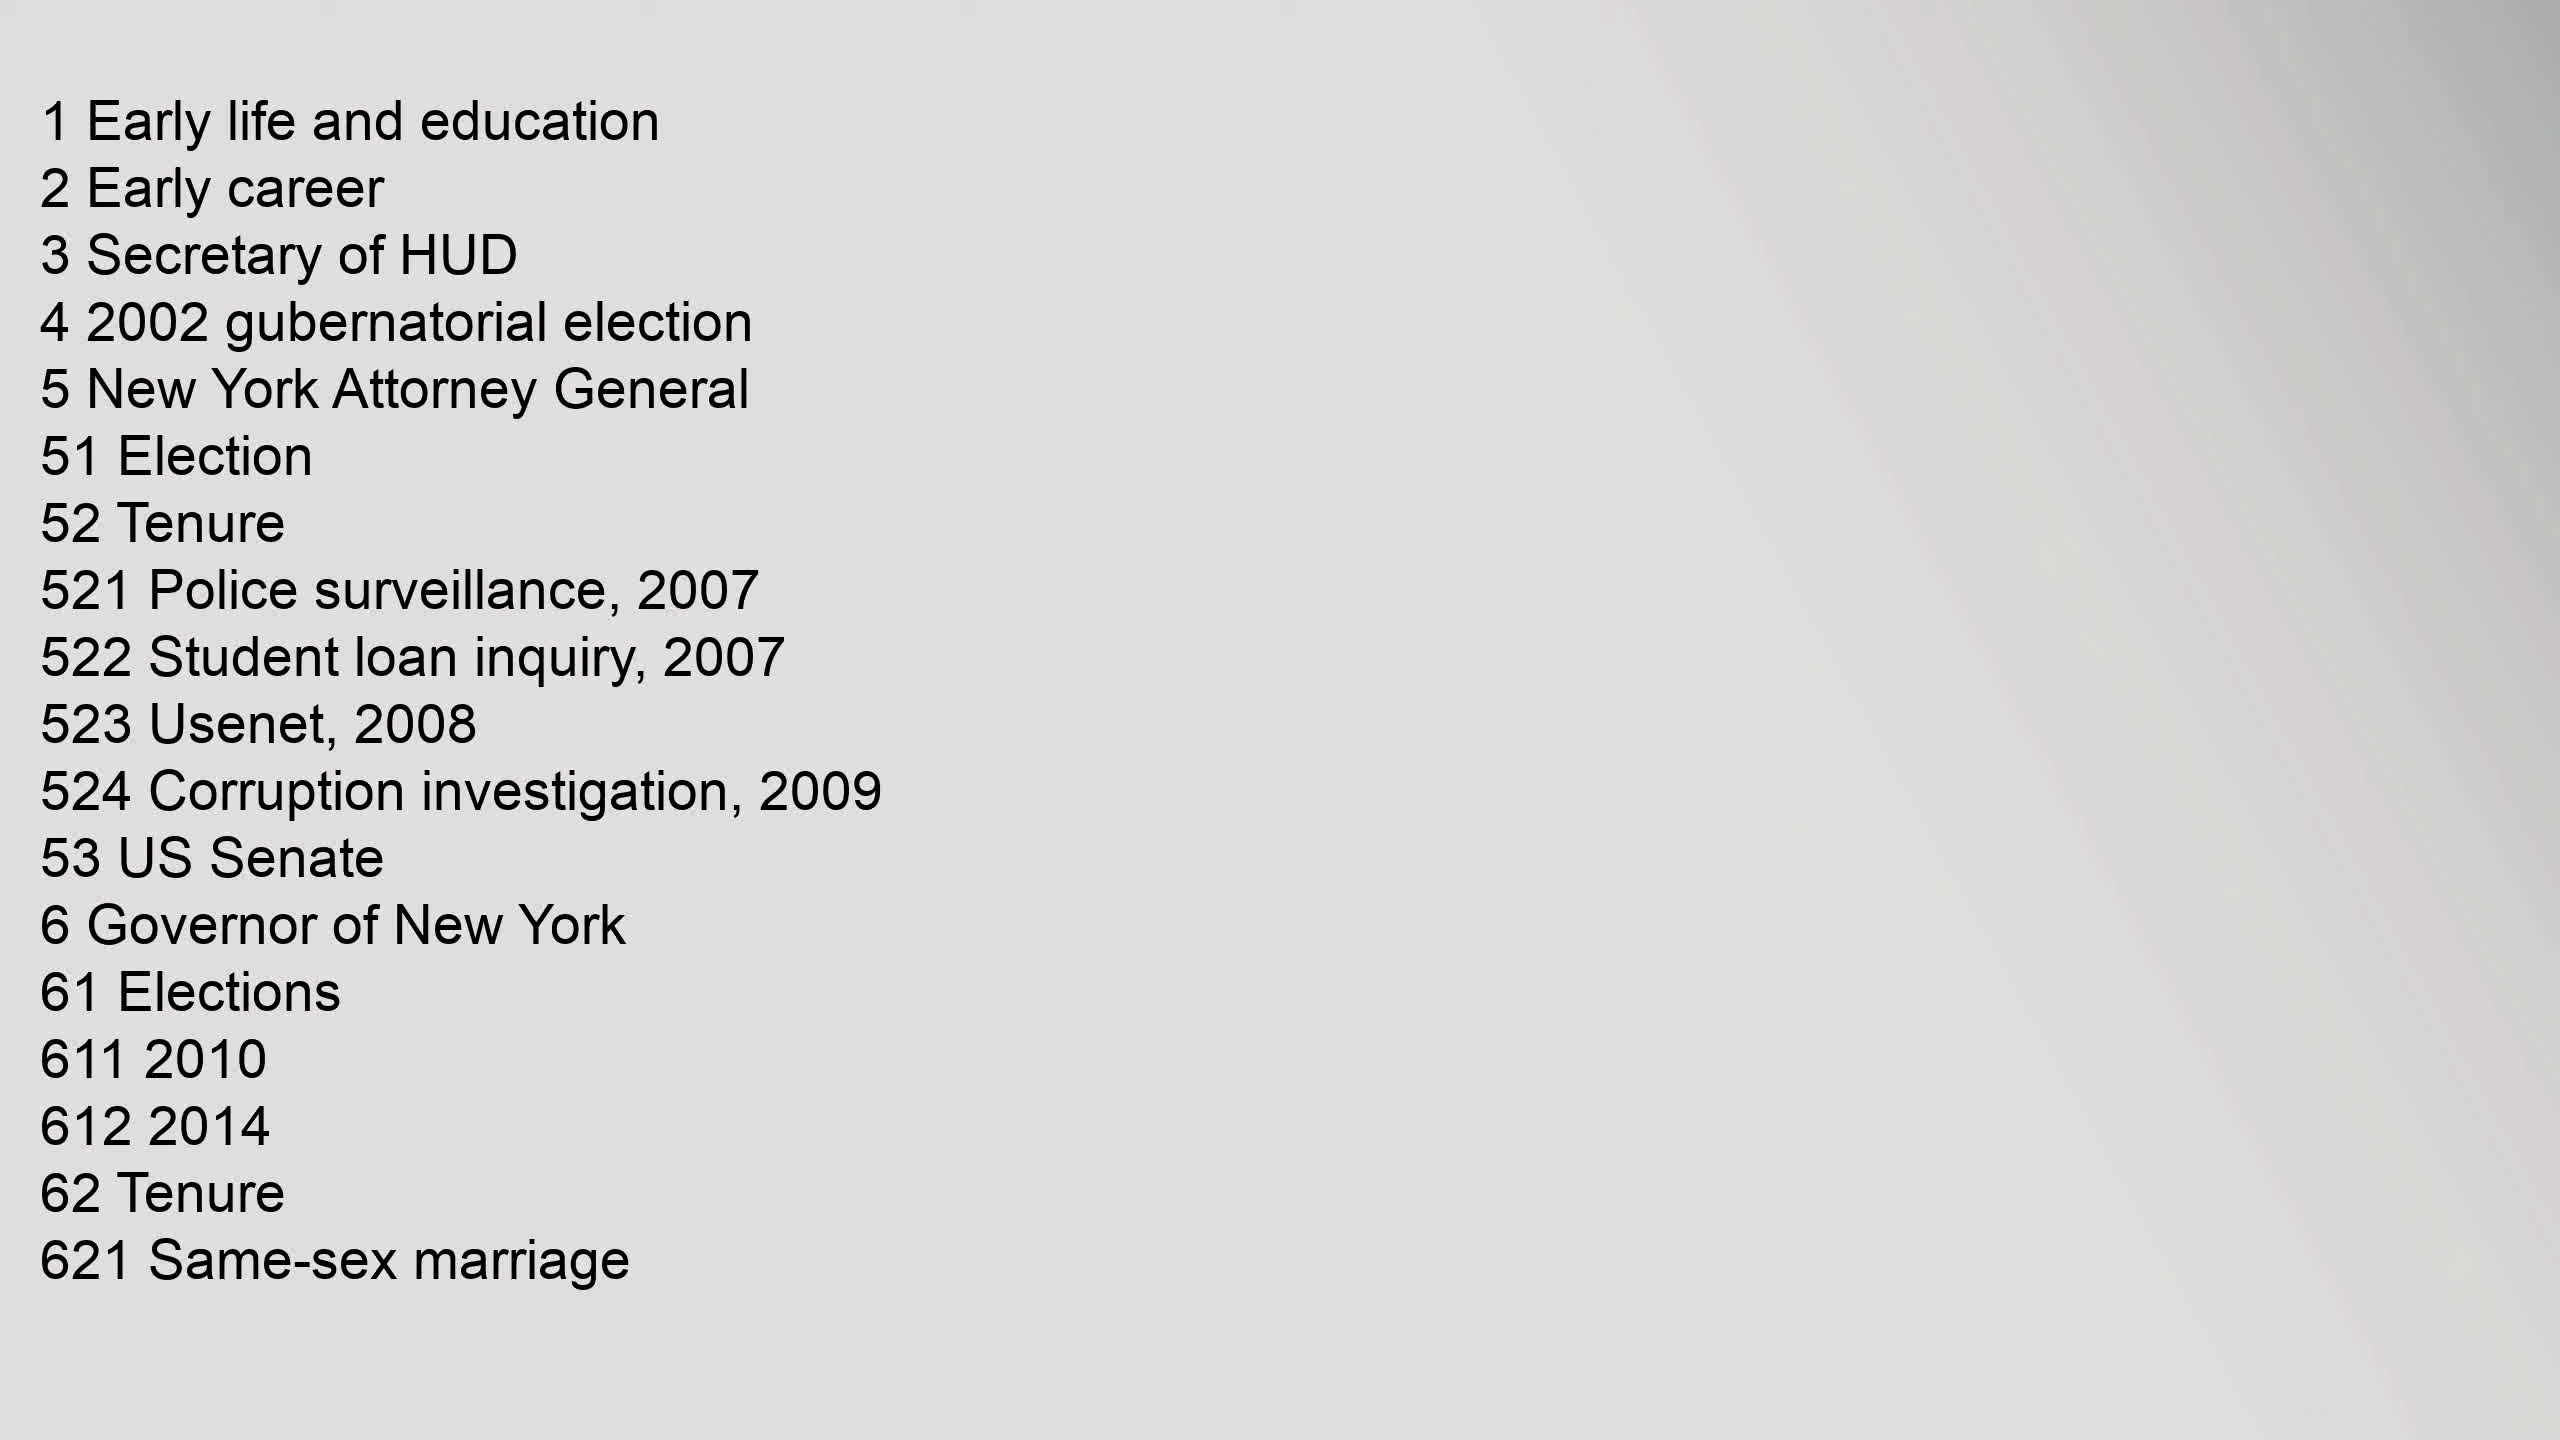 1 Early life and education
2 Early career
3 Secretary of HUD
4 2002 gubernatorial election
5 New York Attorney General
51 Election
52 Tenure
521 Police surveillance, 2007
522 Student loan inquiry, 2007
523 Usenet, 2008
524 Corruption investigation, 2009
53 US Senate
6 Governor of New York
61 Elections
611 2010
612 2014
62 Tenure
621 Same-sex marriage